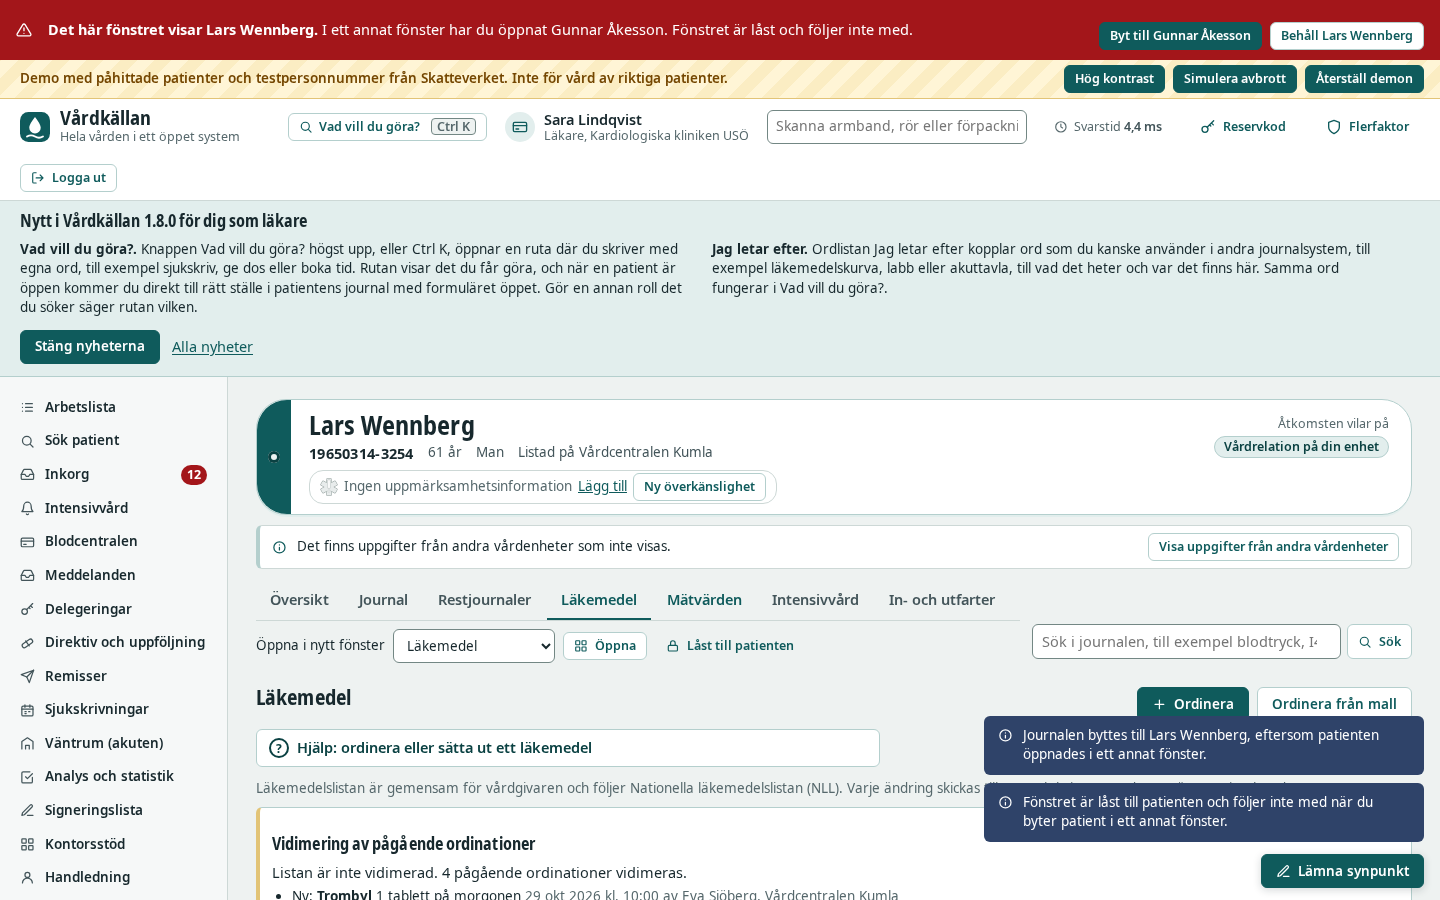 Det här fönstret visar Lars Wennberg. I ett annat fönster har du öppnat Gunnar Åkesson. Fönstret är låst och följer inte med.
Byt till Gunnar Åkesson
Behåll Lars Wennberg
Demo med påhittade patienter och testpersonnummer från Skatteverket. Inte för vård av riktiga patienter.
Hög kontrast
Simulera avbrott
Återställ demon
Vårdkällan
Hela vården i ett öppet system
Vad vill du göra? Ctrl K
Sara Lindqvist
Läkare, Kardiologiska kliniken USÖ
Skanna armband, rör eller förpackni
Svarstid 4,4 ms
Reservkod
Flerfaktor
Logga ut
Nytt i Vårdkällan 1.8.0 för dig som läkare
Vad vill du göra?. Knappen Vad vill du göra? högst upp, eller Ctrl K, öppnar en ruta där du skriver med
egna ord, till exempel sjukskriv, ge dos eller boka tid. Rutan visar det du får göra, och när en patient är
öppen kommer du direkt till rätt ställe i patientens journal med formuläret öppet. Gör en annan roll det
du söker säger rutan vilken.
Jag letar efter. Ordlistan Jag letar efter kopplar ord som du kanske använder i andra journalsystem, till
exempel läkemedelskurva, labb eller akuttavla, till vad det heter och var det finns här. Samma ord
fungerar i Vad vill du göra?.
Stäng nyheterna
Alla nyheter
Arbetslista
Sök patient
Inkorg 12
Intensivvård
Blodcentralen
Meddelanden
Delegeringar
Direktiv och uppföljning
Remisser
Sjukskrivningar
Väntrum (akuten)
Analys och statistik
Signeringslista
Kontorsstöd
Handledning
Lars Wennberg
19650314-3254 61 år Man Listad på Vårdcentralen Kumla
Ingen uppmärksamhetsinformation Lägg till Ny överkänslighet
Åtkomsten vilar på
Vårdrelation på din enhet
Det finns uppgifter från andra vårdenheter som inte visas.
Visa uppgifter från andra vårdenheter
Översikt Journal Restjournaler Läkemedel Mätvärden Intensivvård In- och utfarter
Öppna i nytt fönster Läkemedel Öppna Låst till patienten
Sök i journalen, till exempel blodtryck, I
Sök
Läkemedel
Ordinera
Ordinera från mall
? Hjälp: ordinera eller sätta ut ett läkemedel
Läkemedelslistan är gemensam för vårdgivaren och följer Nationella läkemedelslistan (NLL). Varje ändring skickas
Vidimering av pågående ordinationer
Listan är inte vidimerad. 4 pågående ordinationer vidimeras.
Ny: Trombyl 1 tablett på morgonen 29 okt 2026 kl. 10:00 av Eva Sjöberg, Vårdcentralen Kumla
Journalen byttes till Lars Wennberg, eftersom patienten
öppnades i ett annat fönster.
Fönstret är låst till patienten och följer inte med när du
byter patient i ett annat fönster.
Lämna synpunkt